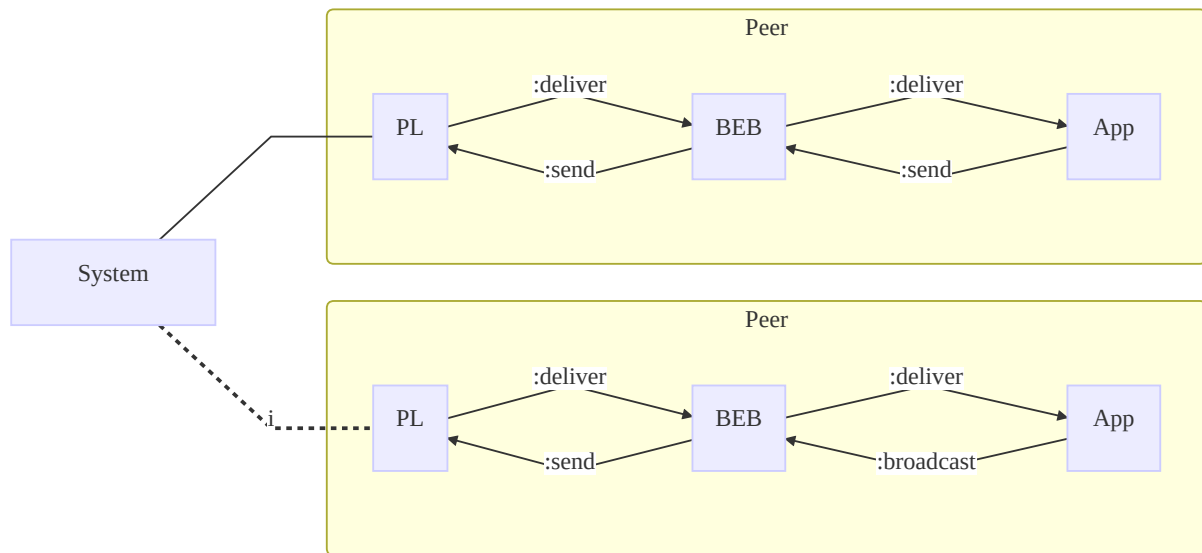 Peer
:deliver
:deliver
PL
BEB
App
:send
:send
System
Peer
:deliver
:deliver
i
PL
BEB
App
:send
:broadcast